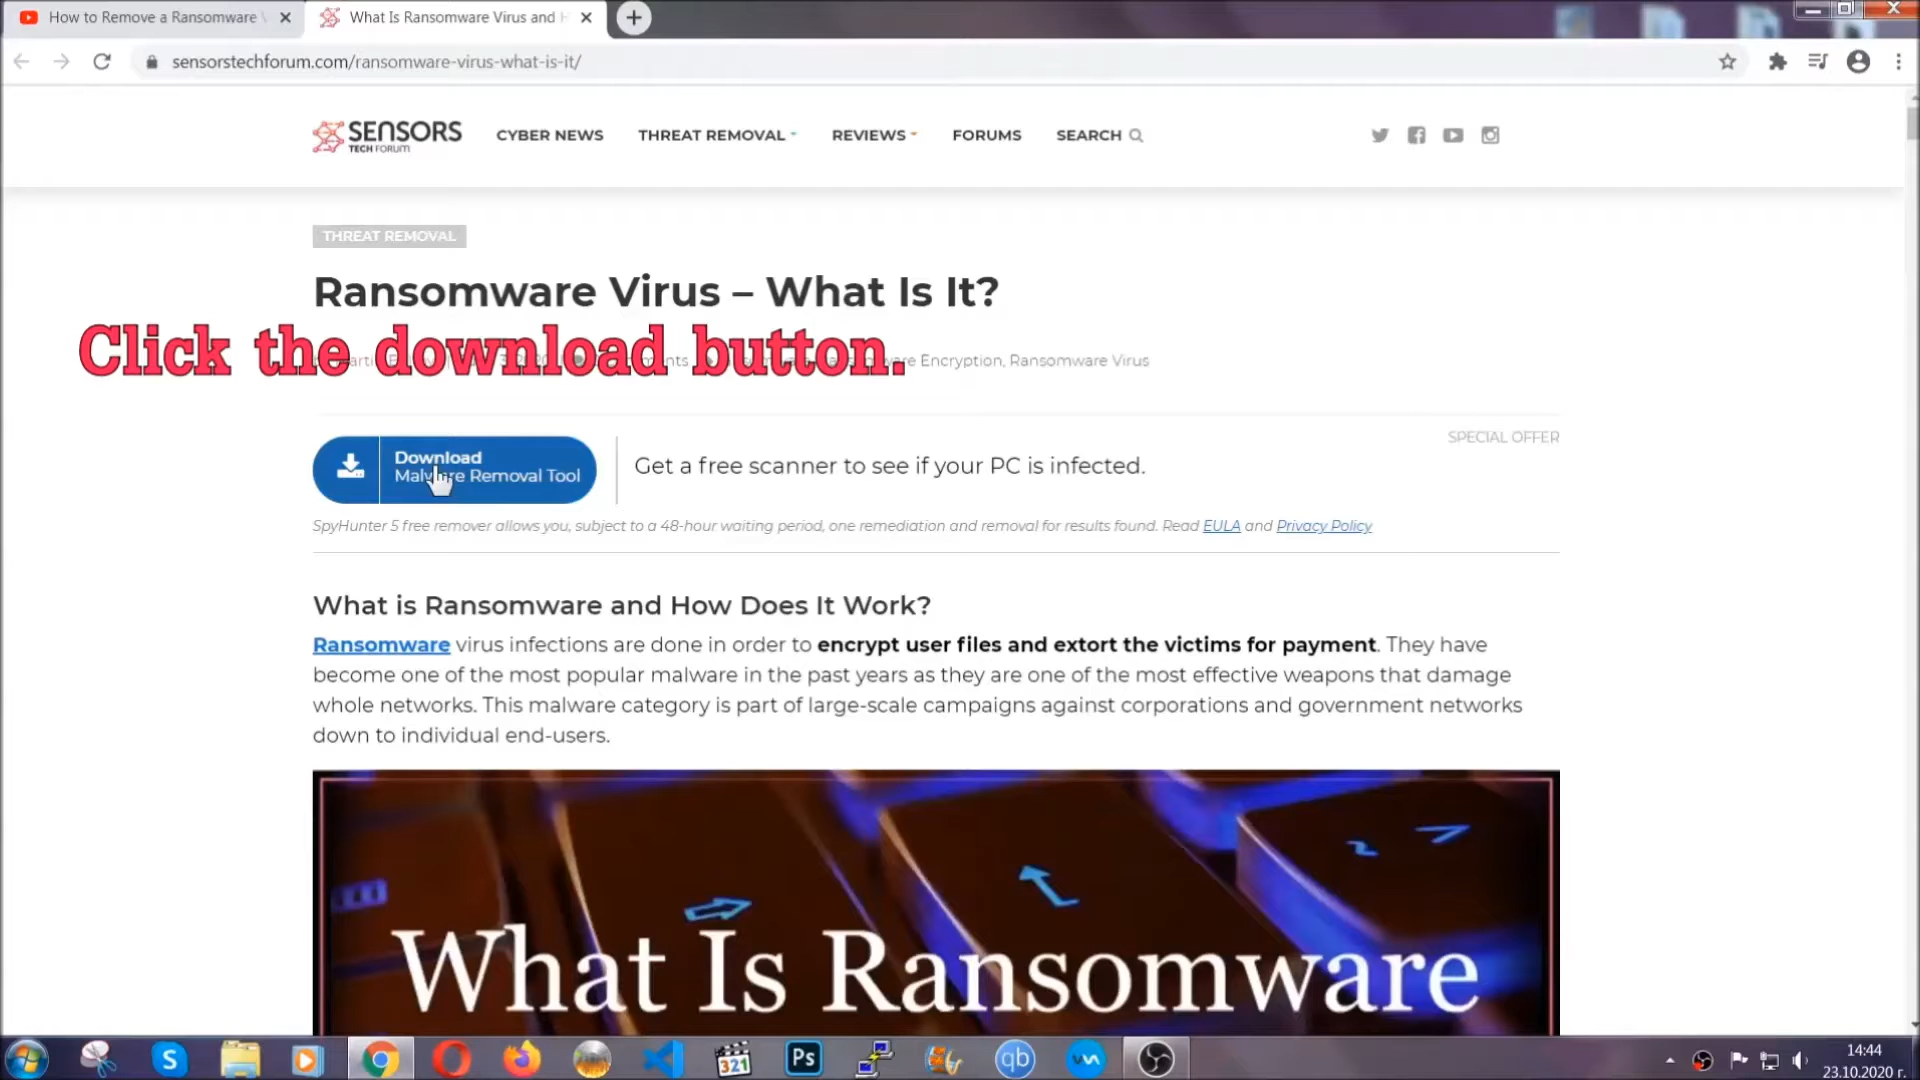 How to Remove a Ransomware
What Is Ransomware Virus and
sensorstechforum.com/ransomware-virus-what-is-it/
SENSORS
TECH FORUM
CYBER NEWS
THREAT REMOVAL
REVIEWS
FORUMS
SEARCH
THREAT REMOVAL
Ransomware Virus – What Is It?
Click the download button.
Encryption, Ransomware Virus
SPECIAL OFFER
Download
Malware Removal Tool
Get a free scanner to see if your PC is infected.
SpyHunter 5 free remover allows you, subject to a 48-hour waiting period, one remediation and removal for results found. Read EULA and Privacy Policy
What is Ransomware and How Does It Work?
Ransomware virus infections are done in order to encrypt user files and extort the victims for payment. They have
become one of the most popular malware in the past years as they are one of the most effective weapons that damage
whole networks. This malware category is part of large-scale campaigns against corporations and government networks
down to individual end-users.
What Is Ransomware
S
321
Ps
qb
14:44
23.10.2020 г.